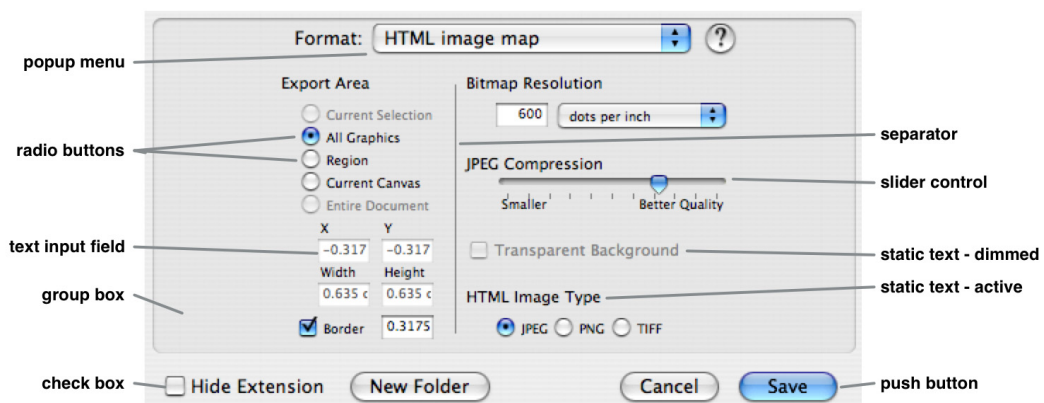 Format: HTML image map ?
popup menu
Export Area
Current Selection
All Graphics
radio buttons
Region
Current Canvas
Entire Document
X Y
text input field
-0.317 -0.317
Width Height
group box
0.635 c 0.635 c
Border 0.3175
Bitmap Resolution
600 dots per inch
separator
JPEG Compression
slider control
Smaller Better Quality
Transparent Background
static text - dimmed
static text - active
HTML Image Type
JPEG PNG TIFF
check box
Hide Extension New Folder Cancel Save
push button